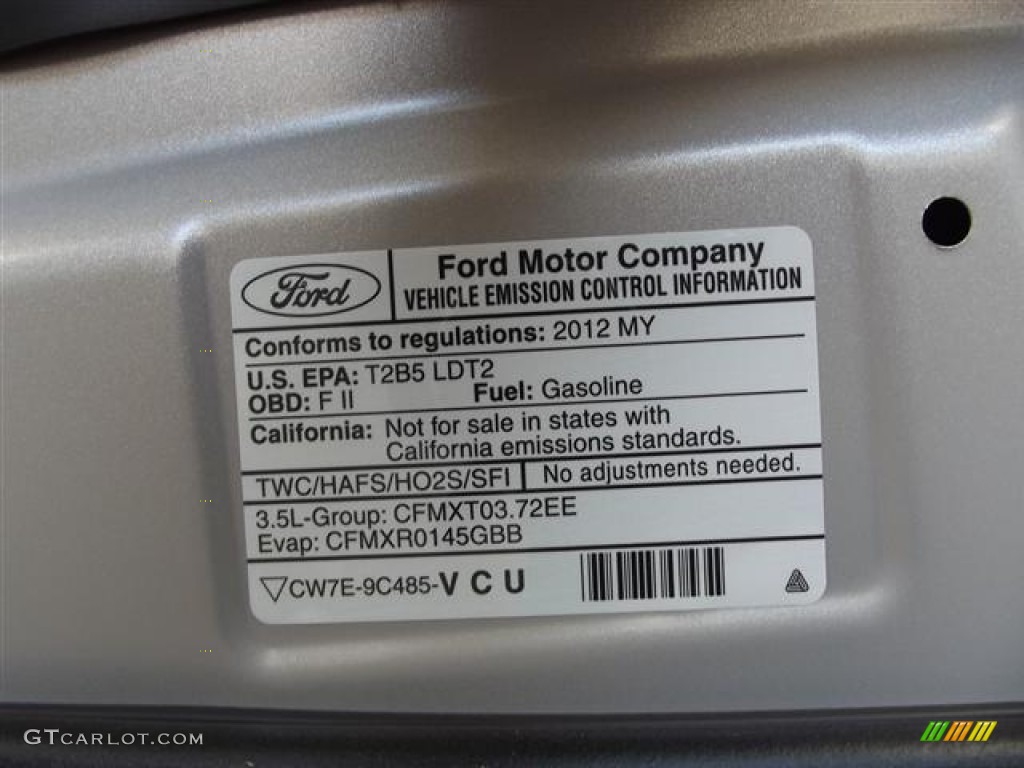 Ford
Ford Motor Company
VEHICLE EMISSION CONTROL INFORMATION
Conforms to regulations: 2012 MY
U.S. EPA: T2B5 LDT2
OBD: F II Fuel: Gasoline
California: Not for sale in states with
California emissions standards.
TWC/HAFS/HO2S/SFI No adjustments needed.
3.5L-Group: CFMXT03.72EE
Evap: CFMXR0145GBB
CW7E-9C485-VCU
GTCARLOT.COM